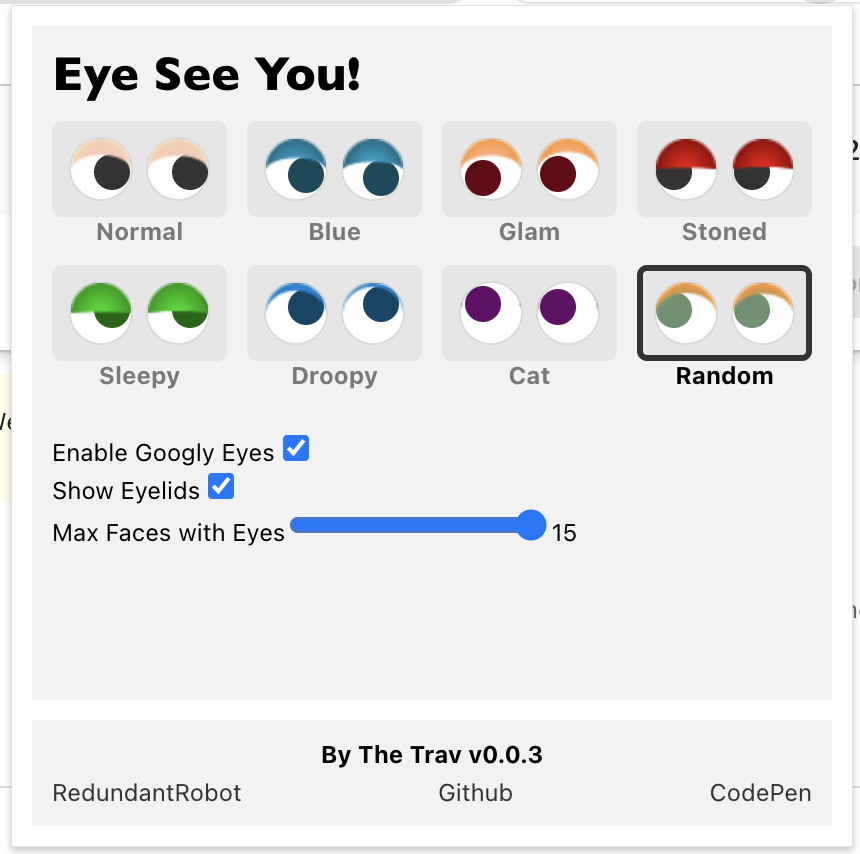 Eye See You!
Normal Blue Glam Stoned
Sleepy Droopy Cat Random
Enable Googly Eyes
Show Eyelids
Max Faces with Eyes 15
By The Trav v0.0.3
RedundantRobot Github CodePen